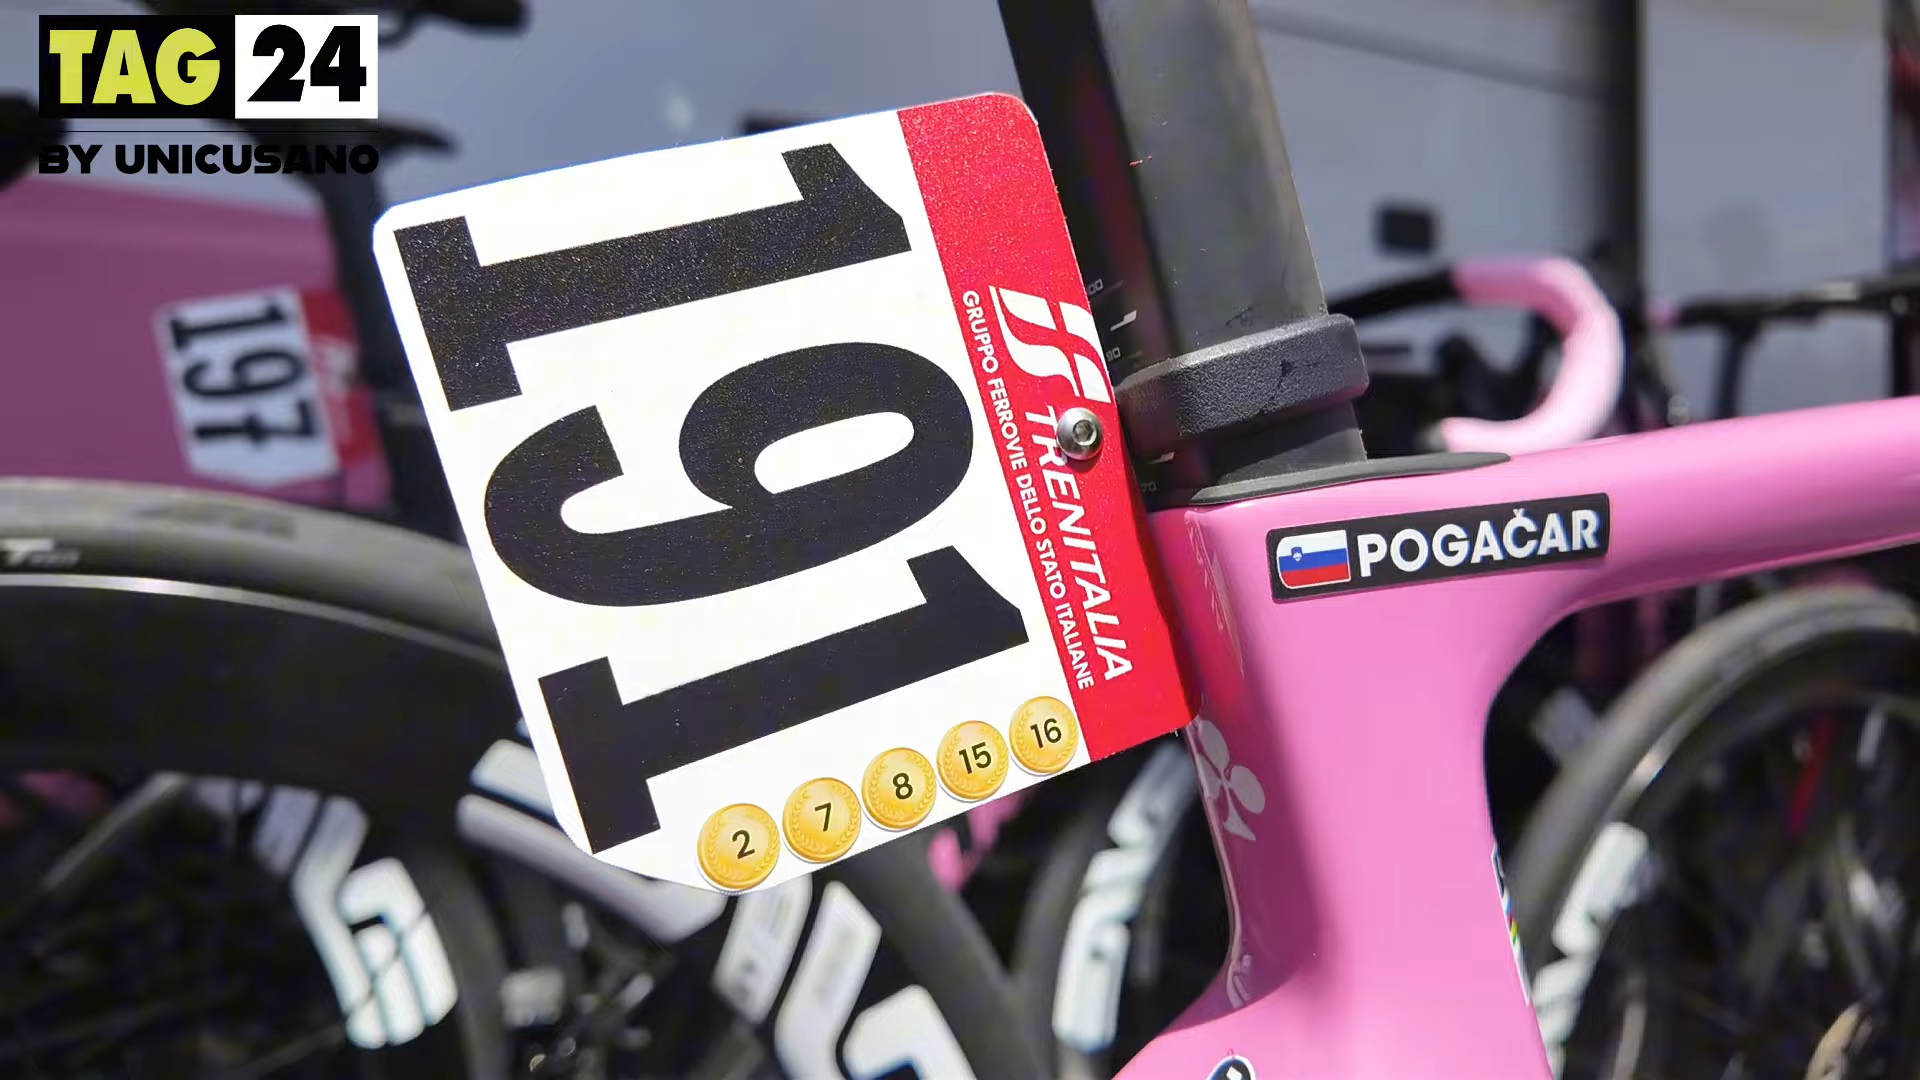 TAG 24
BY UNICUSANO
191
TRENITALIA
GRUPPO FERROVIE DELLO STATO ITALIANE
2 7 8 15 16
POGAČAR
197